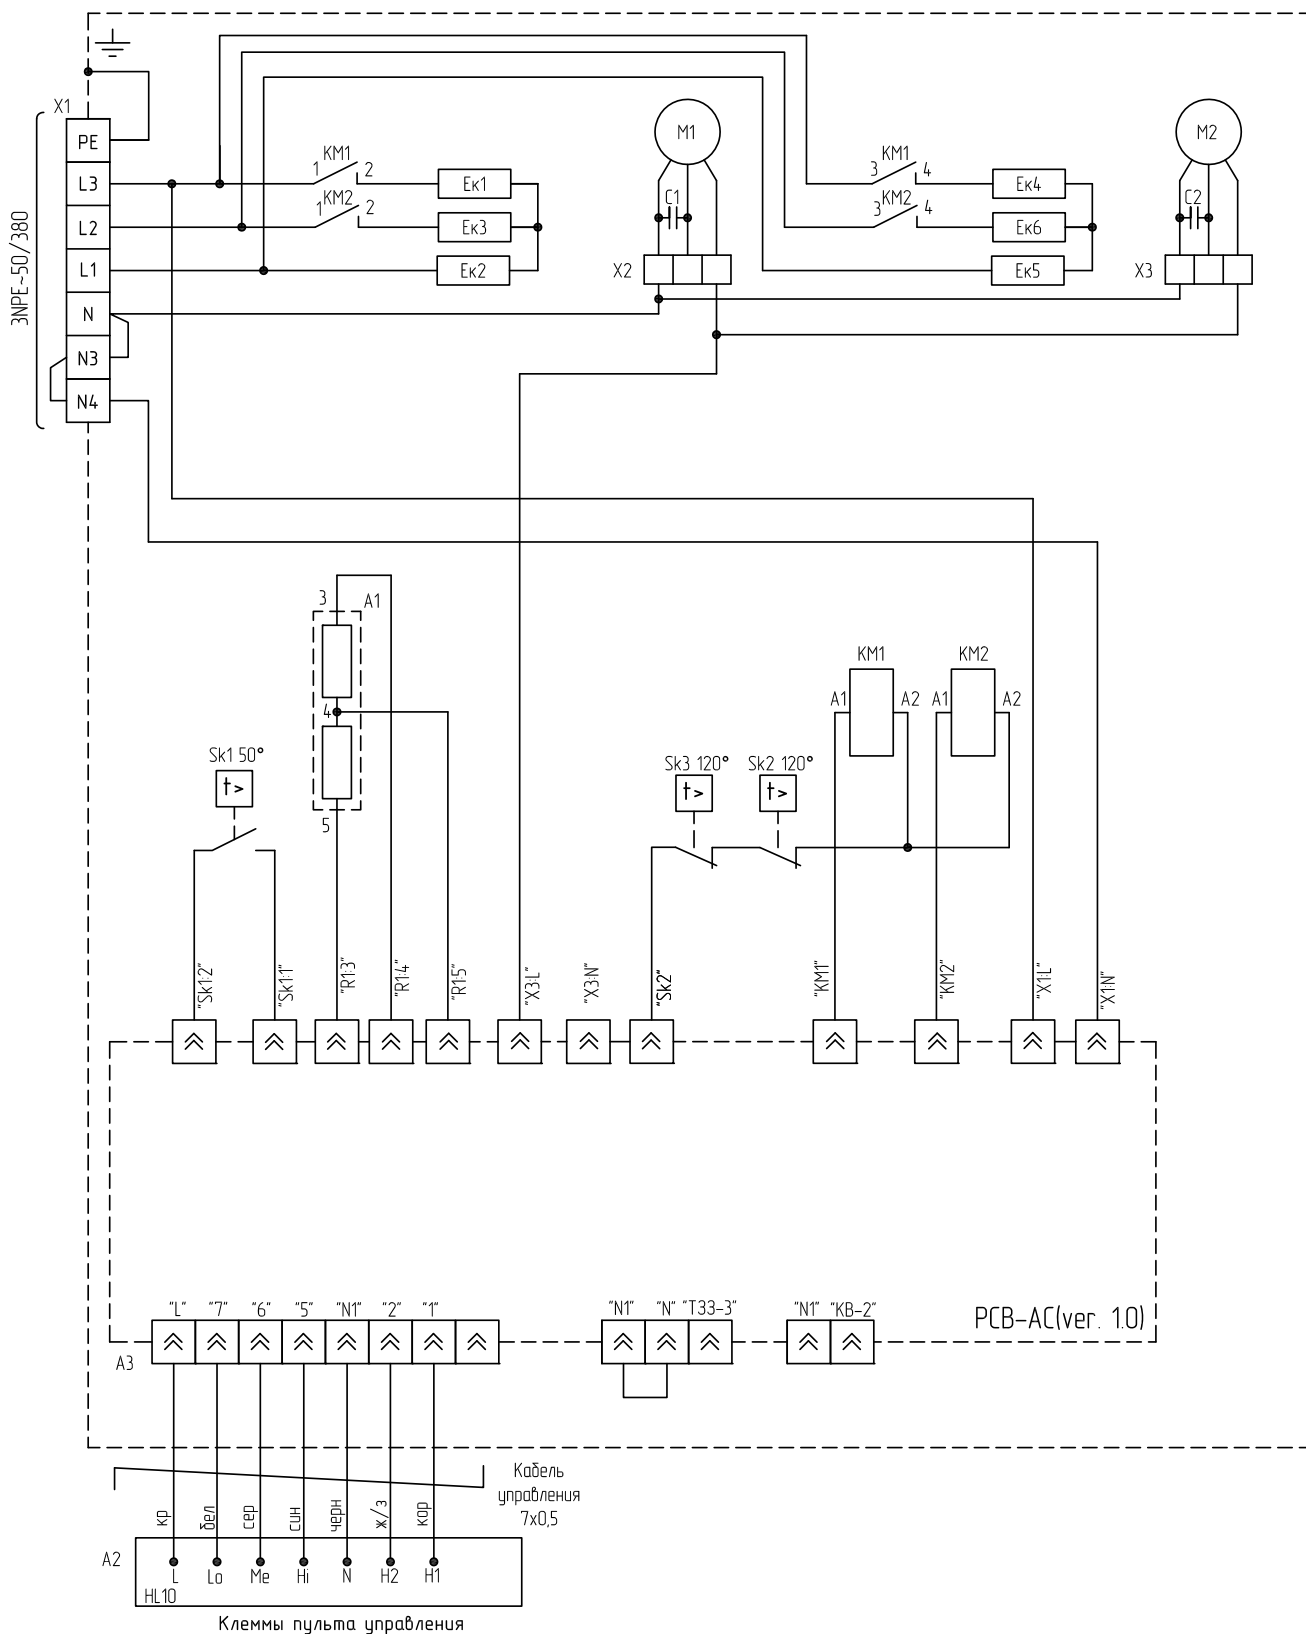 X1
3NPE~50/380
PE
L3
L2
L1
N
N3
N4
1 KM1 2
1 KM2 2
Ек1
Ек3
Ек2
M1
C1
X2
3 KM1 4
3 KM2 4
Ек4
Ек6
Ек5
M2
C2
X3
3
A1
4
5
Sk1 50°
t>
Sk3 120°
t>
Sk2 120°
t>
KM1
A1
A2
KM2
A1
A2
"Sk1:2"
"Sk1:1"
"R1:3"
"R1:4"
"R1:5"
"X3:L"
"X3:N"
"Sk2"
"KM1"
"KM2"
"X1:L"
"X1:N"
"L" "7" "6" "5" "N1" "2" "1"
"N1" "N" "ТЭЭ-3"
"N1" "КВ-2"
PCB-AC(ver. 1.0)
A3
Кабель
управления
7х0,5
кр
бел
сер
син
черн
ж/з
кор
A2
L Lo Me Hi N H2 H1
HL10
Клеммы пульта управления